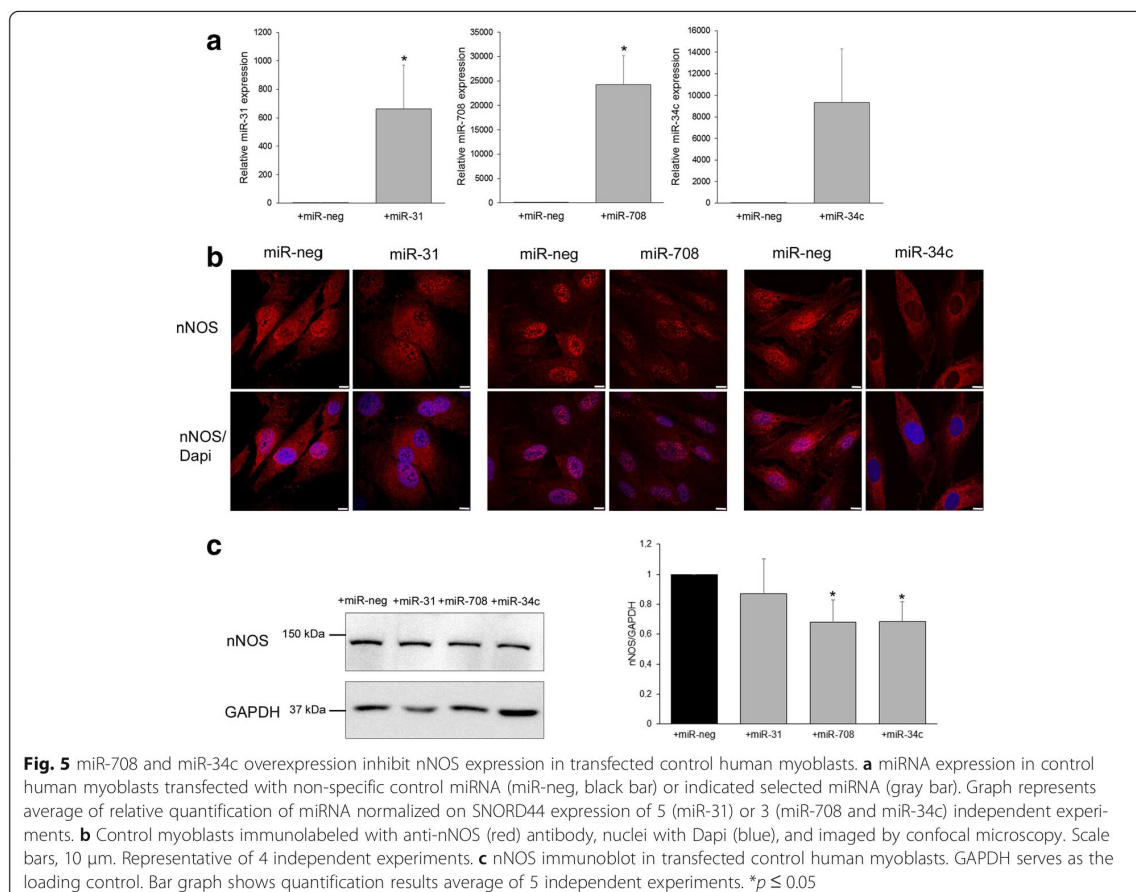 a
1200
1000
800
600
400
200
0
Relative miR-31 expression
*
+miR-neg
+miR-31
35000
30000
25000
20000
15000
10000
5000
0
Relative miR-708 expression
*
+miR-neg
+miR-708
16000
14000
12000
10000
8000
6000
4000
2000
0
Relative miR-34c expression
+miR-neg
+miR-34c
b
miR-neg miR-31 miR-neg miR-708 miR-neg miR-34c
nNOS
nNOS/
Dapi
c
+miR-neg +miR-31 +miR-708 +miR-34c
nNOS
150 kDa
GAPDH
37 kDa
1,2
1
0,8
0,6
0,4
0,2
0
nNOS/GAPDH
*
*
+miR-neg +miR-31 +miR-708 +miR-34c
Fig. 5 miR-708 and miR-34c overexpression inhibit nNOS expression in transfected control human myoblasts. a miRNA expression in control
human myoblasts transfected with non-specific control miRNA (miR-neg, black bar) or indicated selected miRNA (gray bar). Graph represents
average of relative quantification of miRNA normalized on SNORD44 expression of 5 (miR-31) or 3 (miR-708 and miR-34c) independent experi-
ments. b Control myoblasts immunolabeled with anti-nNOS (red) antibody, nuclei with Dapi (blue), and imaged by confocal microscopy. Scale
bars, 10 μm. Representative of 4 independent experiments. c nNOS immunoblot in transfected control human myoblasts. GAPDH serves as the
loading control. Bar graph shows quantification results average of 5 independent experiments. *p ≤ 0.05